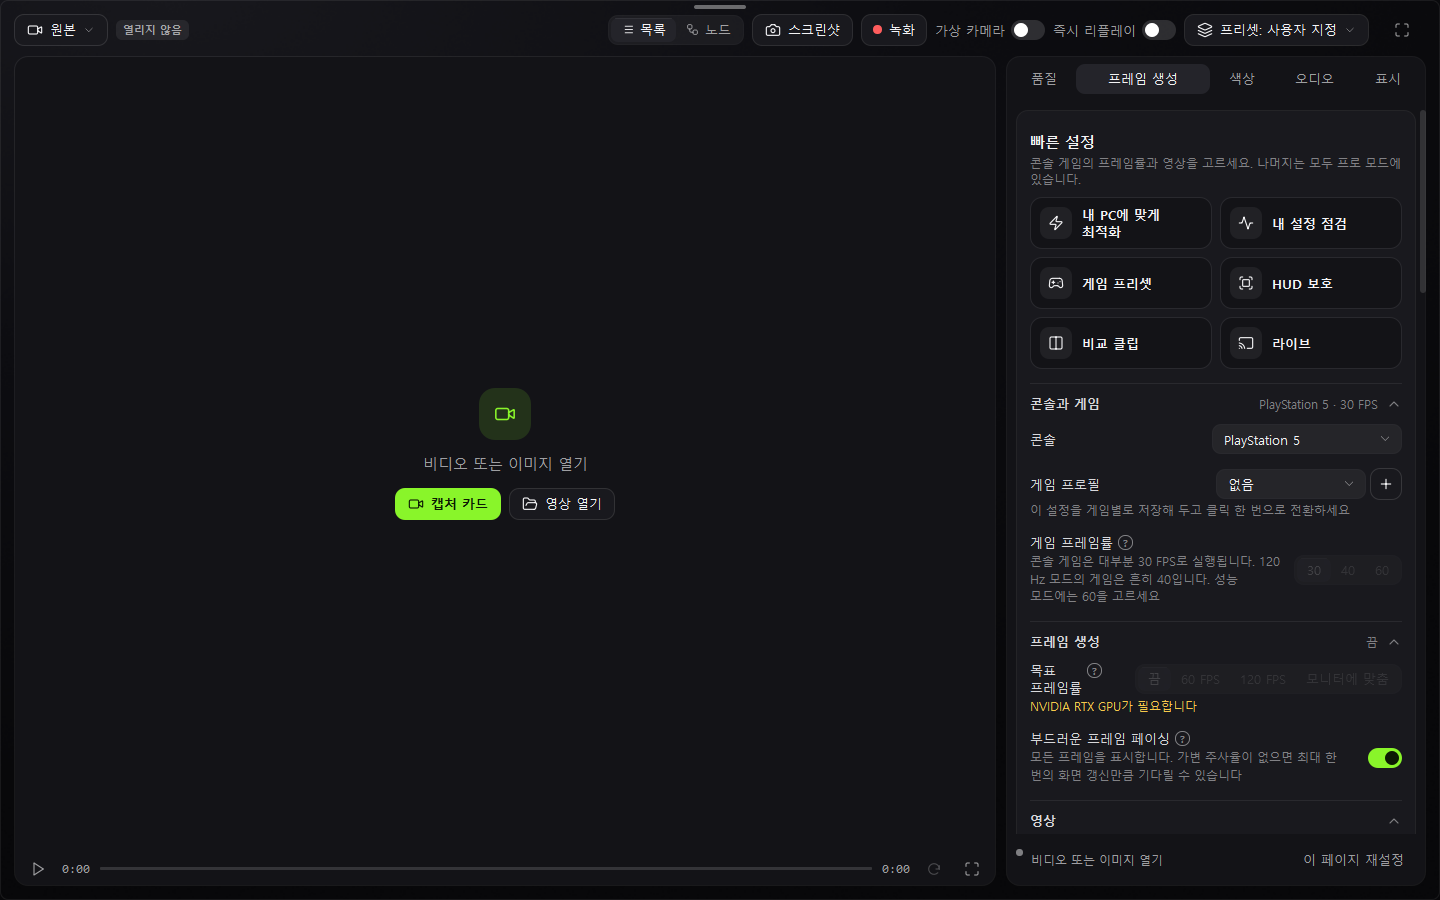 원본
열리지 않음
목록
노드
스크린샷
녹화
가상 카메라
즉시 리플레이
프리셋: 사용자 지정
품질
프레임 생성
색상
오디오
표시
빠른 설정
콘솔 게임의 프레임률과 영상을 고르세요. 나머지는 모두 프로 모드에
있습니다.
내 PC에 맞게
최적화
내 설정 점검
게임 프리셋
HUD 보호
비교 클립
라이브
콘솔과 게임
PlayStation 5 · 30 FPS
콘솔
PlayStation 5
게임 프로필
없음
이 설정을 게임별로 저장해 두고 클릭 한 번으로 전환하세요
게임 프레임률
콘솔 게임은 대부분 30 FPS로 실행됩니다. 120
Hz 모드의 게임은 흔히 40입니다. 성능
모드에는 60을 고르세요
30
40
60
프레임 생성
끔
목표
프레임률
끔
60 FPS
120 FPS
모니터에 맞춤
NVIDIA RTX GPU가 필요합니다
부드러운 프레임 페이싱
모든 프레임을 표시합니다. 가변 주사율이 없으면 최대 한
번의 화면 갱신만큼 기다릴 수 있습니다
영상
비디오 또는 이미지 열기
이 페이지 재설정
비디오 또는 이미지 열기
캡처 카드
영상 열기
0:00
0:00